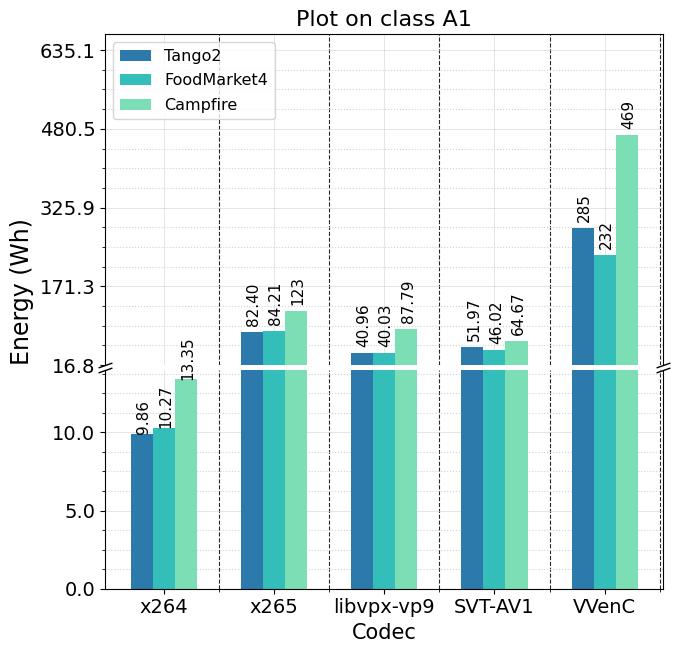 Plot on class A1
Tango2
FoodMarket4
Campfire
Energy (Wh)
635.1
480.5
325.9
171.3
16.8
10.0
5.0
0.0
9.86
10.27
13.35
82.40
84.21
123
40.96
40.03
87.79
51.97
46.02
64.67
285
232
469
x264
x265
libvpx-vp9
SVT-AV1
VVenC
Codec